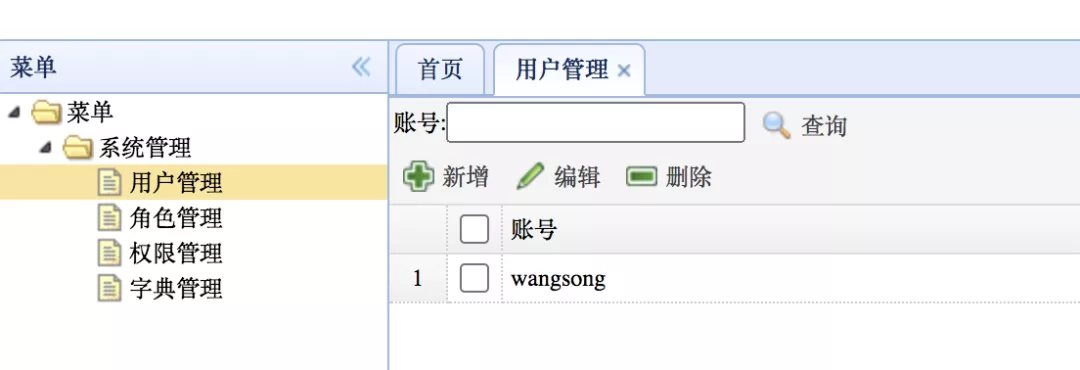 菜单
首页 用户管理
菜单
账号: 查询
系统管理
用户管理
新增 编辑 删除
角色管理
账号
权限管理
1 wangsong
字典管理